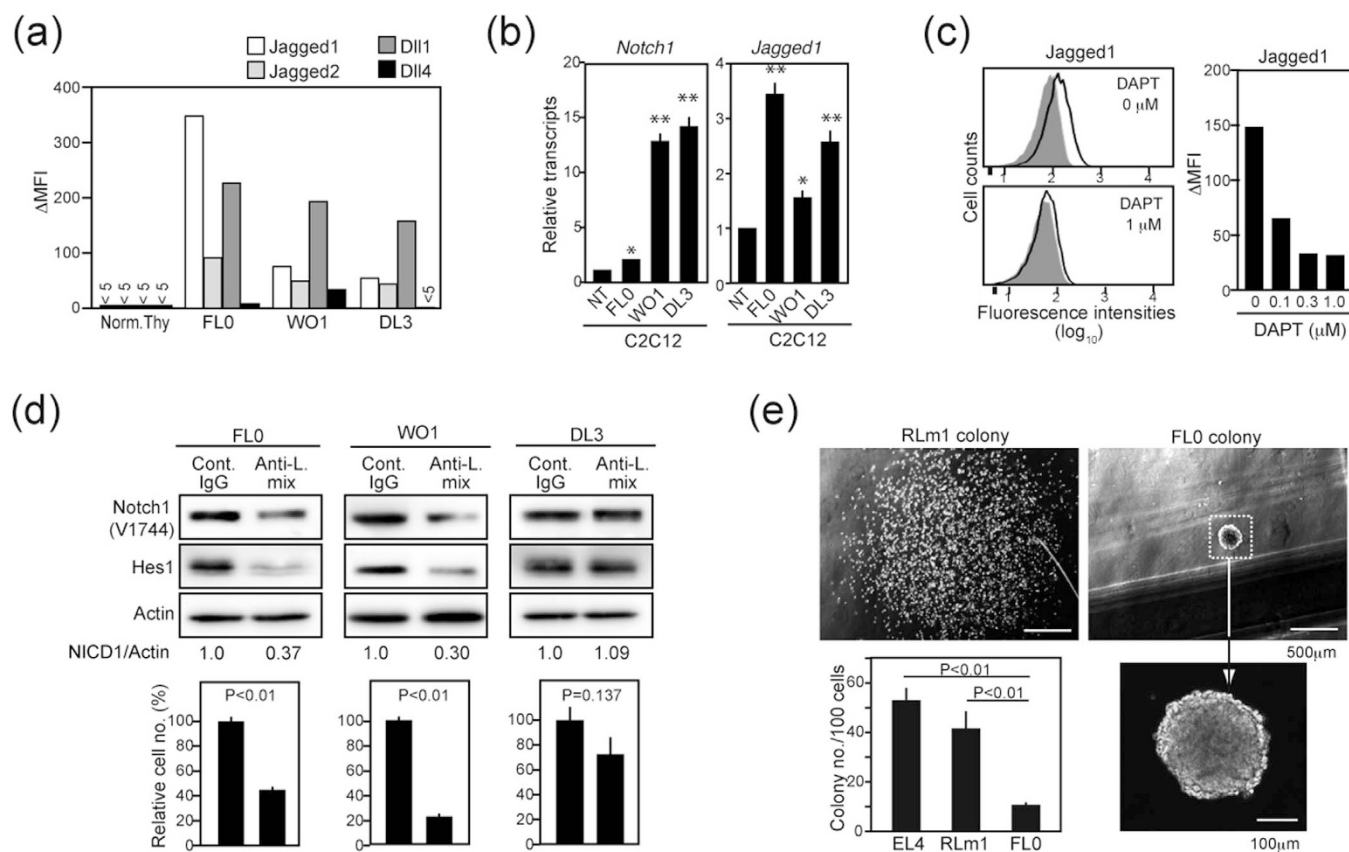 (a)
Jagged1
Dll1
Jagged2
Dll4
400
300
200
100
0
ΔMFI
< 5
< 5
< 5
< 5
<5
Norm.Thy
FL0
WO1
DL3
(b)
Notch1
Jagged1
Relative transcripts
20
15
10
5
0
*
**
**
NT
FL0
WO1
DL3
C2C12
4
3
2
1
0
**
*
**
NT
FL0
WO1
DL3
C2C12
(c)
Jagged1
Cell counts
DAPT
0 μM
1 2 3 4
DAPT
1 μM
1 2 3 4
Fluorescence intensities
(log10)
Jagged1
ΔMFI
200
150
100
50
0
0 0.1 0.3 1.0
DAPT (μM)
(d)
FL0
WO1
DL3
Cont. IgG
Anti-L. mix
Cont. IgG
Anti-L. mix
Cont. IgG
Anti-L. mix
Notch1
(V1744)
Hes1
Actin
NICD1/Actin
1.0 0.37
1.0 0.30
1.0 1.09
Relative cell no. (%)
P<0.01
100
80
60
40
20
0
P<0.01
100
80
60
40
20
0
P=0.137
100
80
60
40
20
0
(e)
RLm1 colony
FL0 colony
500μm
100μm
Colony no./100 cells
P<0.01
P<0.01
60
40
20
0
EL4
RLm1
FL0